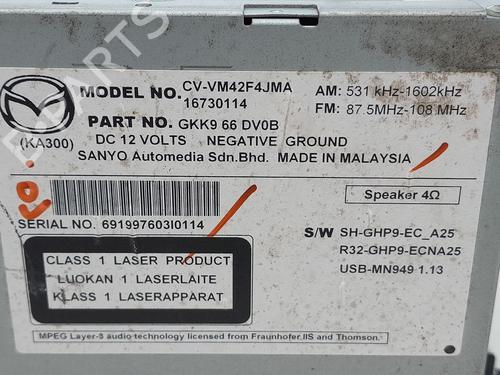 MODEL NO. CV-VM42F4JMA
16730114
AM: 531 kHz-1602kHz
FM: 87.5MHz-108 MHz
PART NO. GKK9 66 DV0B
(KA300)
DC 12 VOLTS NEGATIVE GROUND
SANYO Automedia Sdn.Bhd. MADE IN MALAYSIA
Speaker 4Ω
SERIAL NO. 691997603I0114
S/W SH-GHP9-EC_A25
R32-GHP9-ECNA25
USB-MN949 1.13
CLASS 1 LASER PRODUCT
LUOKAN 1 LASERLAITE
KLASS 1 LASERAPPARAT
MPEG Layer-3 audio technology licensed from Fraunhofer IIS and Thomson.